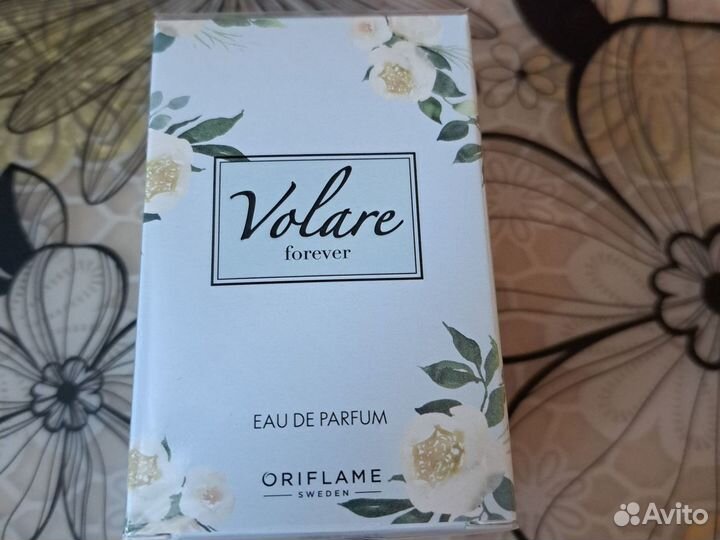 Volare
forever
EAU DE PARFUM
ORIFLAME
SWEDEN
Avito